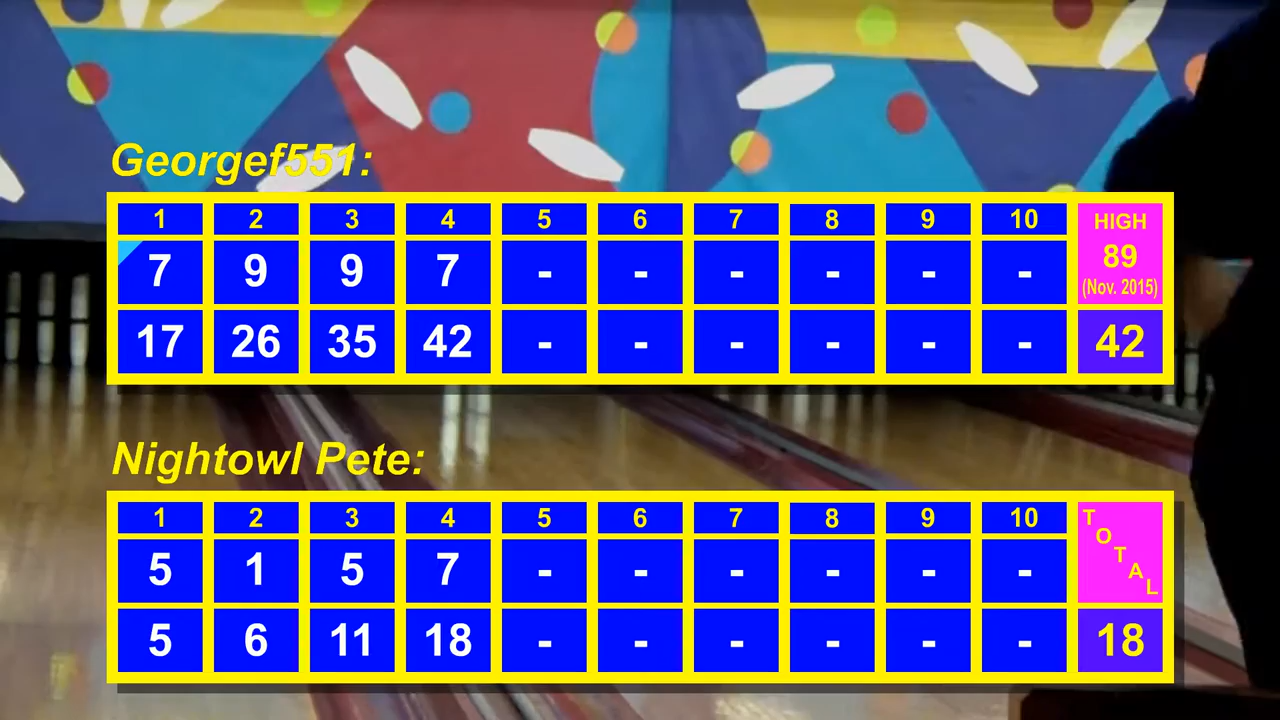 Georgef551:
1 2 3 4 5 6 7 8 9 10 HIGH
89
(Nov. 2015)
7 9 9 7 - - - - - -
17 26 35 42 - - - - - - 42
Nightowl Pete:
1 2 3 4 5 6 7 8 9 10 TOTAL
5 1 5 7 - - - - - -
5 6 11 18 - - - - - - 18